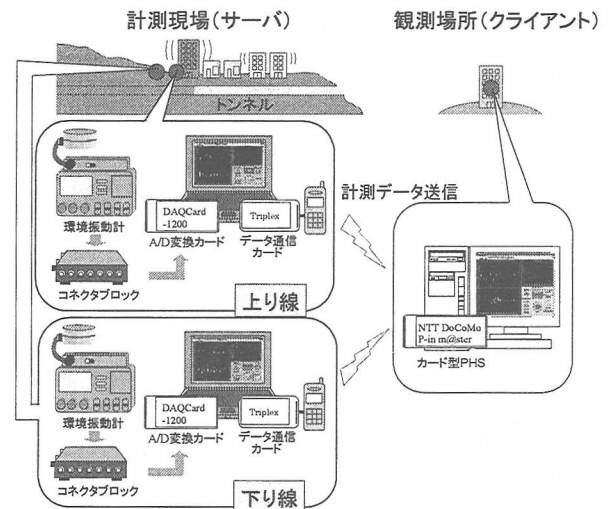 計測現場(サーバ)
観測場所(クライアント)
トンネル
環境振動計
コネクタブロック
DAQCard
-1200
A/D変換カード
Triplex
データ通信
カード
上り線
計測データ送信
NTT DoCoMo
P-in m@ster
カード型PHS
環境振動計
コネクタブロック
DAQCard
-1200
A/D変換カード
Triplex
データ通信
カード
下り線